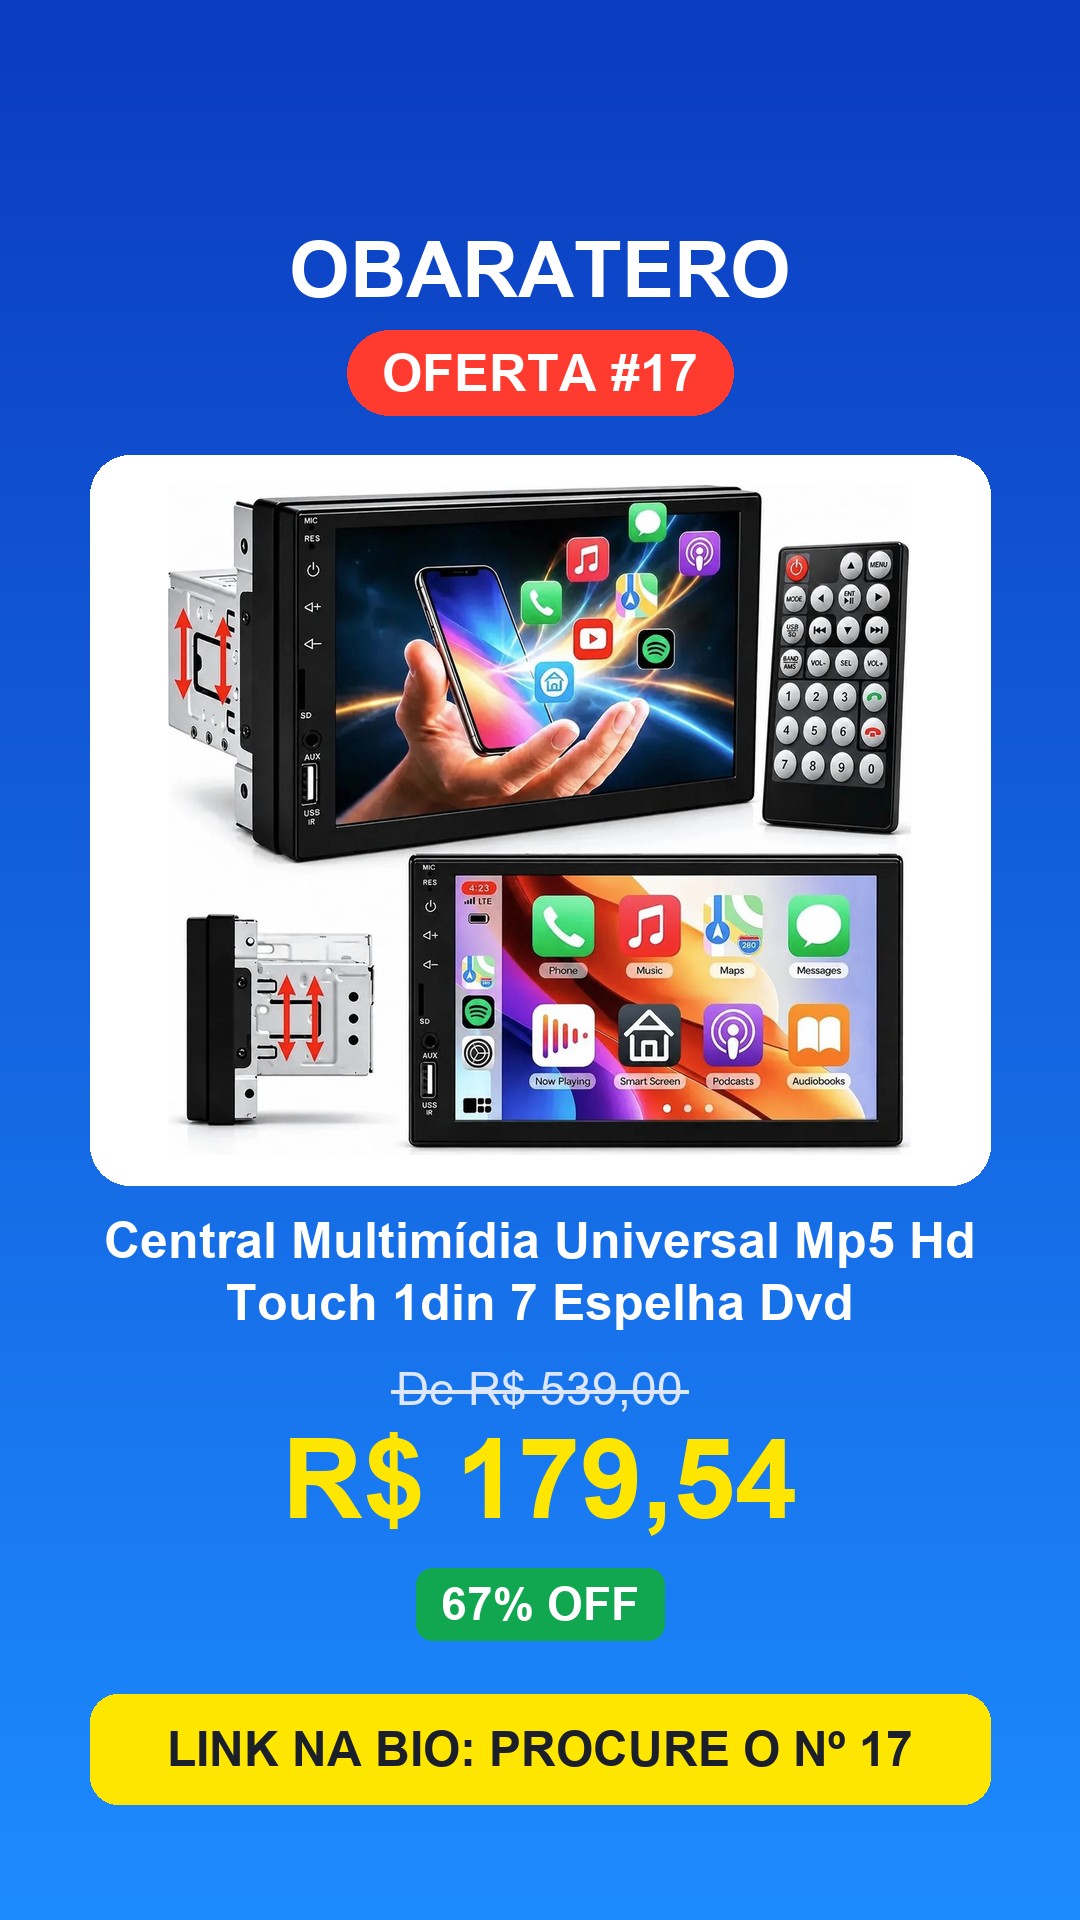 OBARATERO
OFERTA #17
MIC
RES
SD
AUX
USB
IR
MENU
MODE
ENT
USB
SD
BAND
AMS
VOL-
SEL
VOL+
1 2 3
4 5 6
7 8 9 0
MIC
RES
SD
AUX
USB
IR
4:23
LTE
280
Phone
Music
Maps
Messages
Now Playing
Smart Screen
Podcasts
Audiobooks
Central Multimídia Universal Mp5 Hd
Touch 1din 7 Espelha Dvd
De R$ 539,00
R$ 179,54
67% OFF
LINK NA BIO: PROCURE O Nº 17